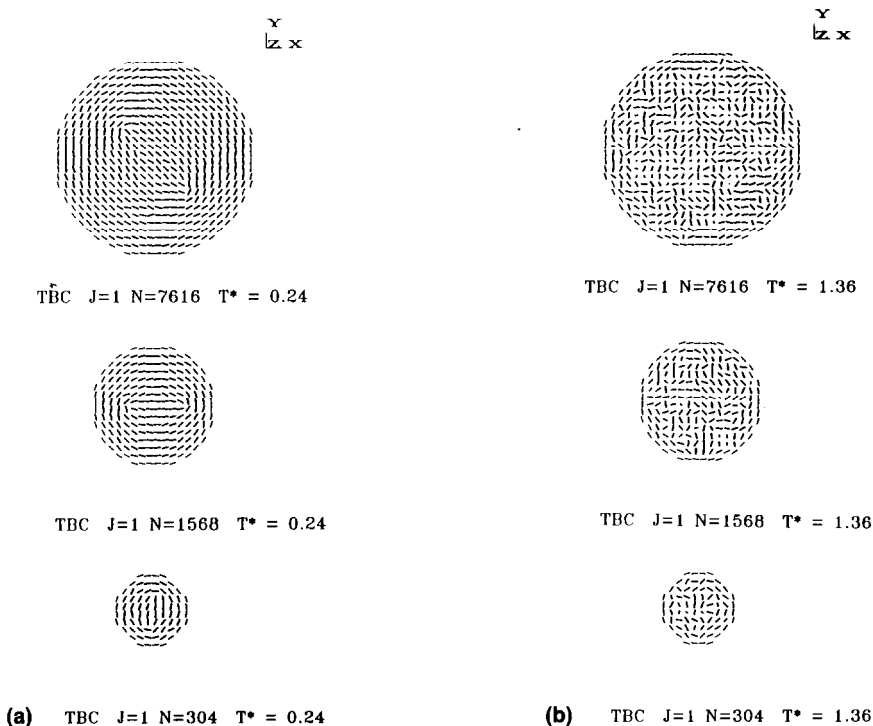 Y
Z X
TBC J=1 N=7616 T* = 0.24
TBC J=1 N=1568 T* = 0.24
(a) TBC J=1 N=304 T* = 0.24
Y
Z X
TBC J=1 N=7616 T* = 1.36
TBC J=1 N=1568 T* = 1.36
(b) TBC J=1 N=304 T* = 1.36